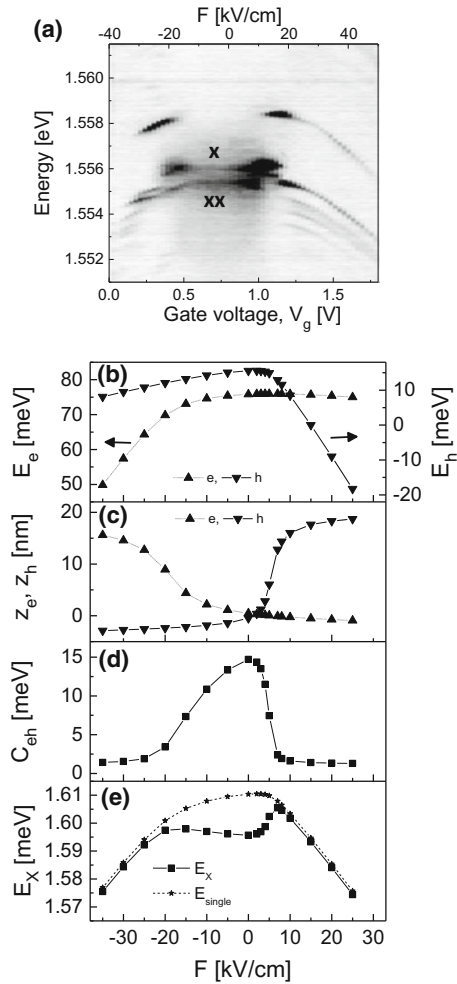 F [kV/cm]
(a)
-40 -20 0 20 40
1.560
1.558
1.556
1.554
1.552
Energy [eV]
X
XX
0.0 0.5 1.0 1.5
Gate voltage, V_g [V]
(b)
80
70
60
50
E_e [meV]
10
0
-10
-20
E_h [meV]
e, h
(c)
20
10
0
z_e, z_h [nm]
e, h
(d)
15
10
5
0
C_eh [meV]
(e)
1.61
1.60
1.59
1.58
1.57
E_X [meV]
E_X
E_single
-30 -20 -10 0 10 20 30
F [kV/cm]